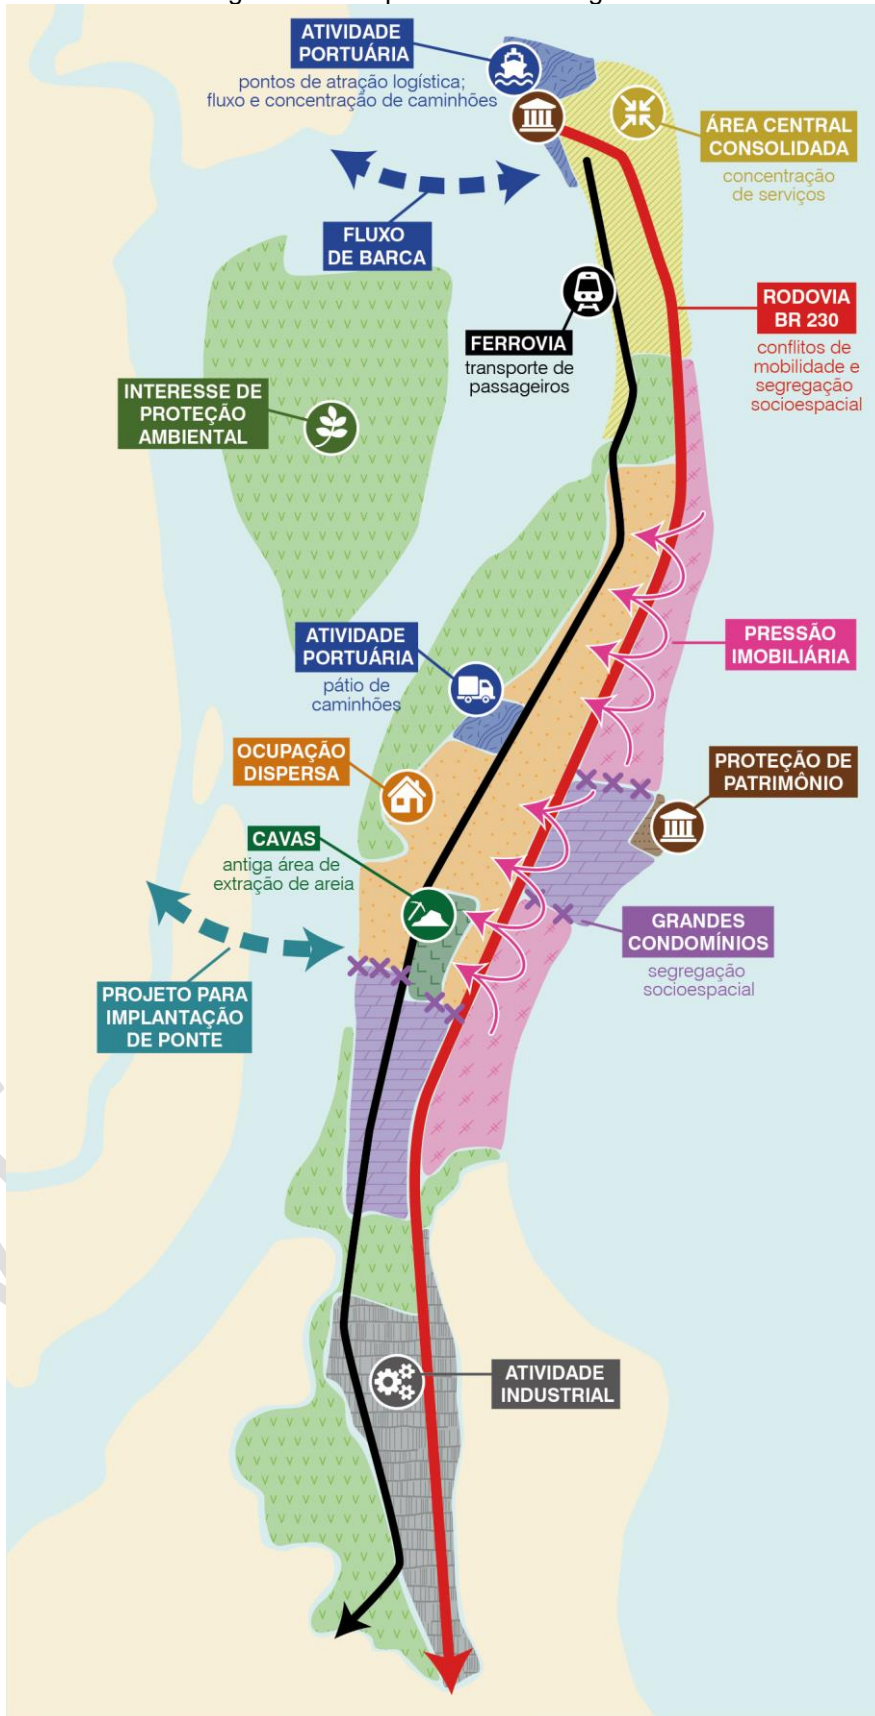 ATIVIDADE
PORTUÁRIA
pontos de atração logística;
fluxo e concentração de caminhões
ÁREA CENTRAL
CONSOLIDADA
concentração
de serviços
FLUXO
DE BARCA
RODOVIA
BR 230
conflitos de
mobilidade e
segregação
socioespacial
FERROVIA
transporte de
passageiros
INTERESSE DE
PROTEÇÃO
AMBIENTAL
ATIVIDADE
PORTUÁRIA
pátio de
caminhões
PRESSÃO
IMOBILIÁRIA
OCUPAÇÃO
DISPERSA
PROTEÇÃO DE
PATRIMÔNIO
CAVAS
antiga área de
extração de areia
GRANDES
CONDOMÍNIOS
segregação
socioespacial
PROJETO PARA
IMPLANTAÇÃO
DE PONTE
ATIVIDADE
INDUSTRIAL